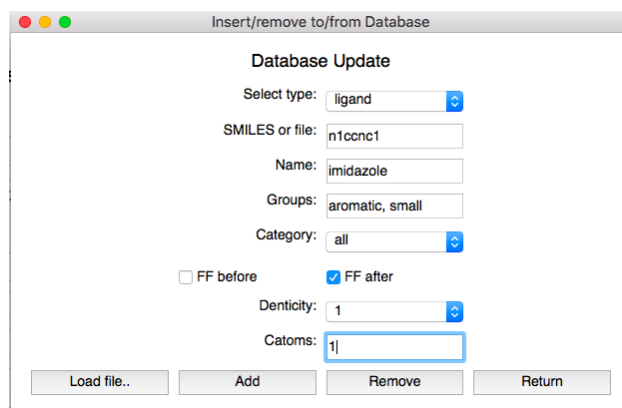 Insert/remove to/from Database
Database Update
Select type: ligand
SMILES or file: n1ccnc1
Name: imidazole
Groups: aromatic, small
Category: all
FF before FF after
Denticity: 1
Catoms: 1
Load file.. Add Remove Return